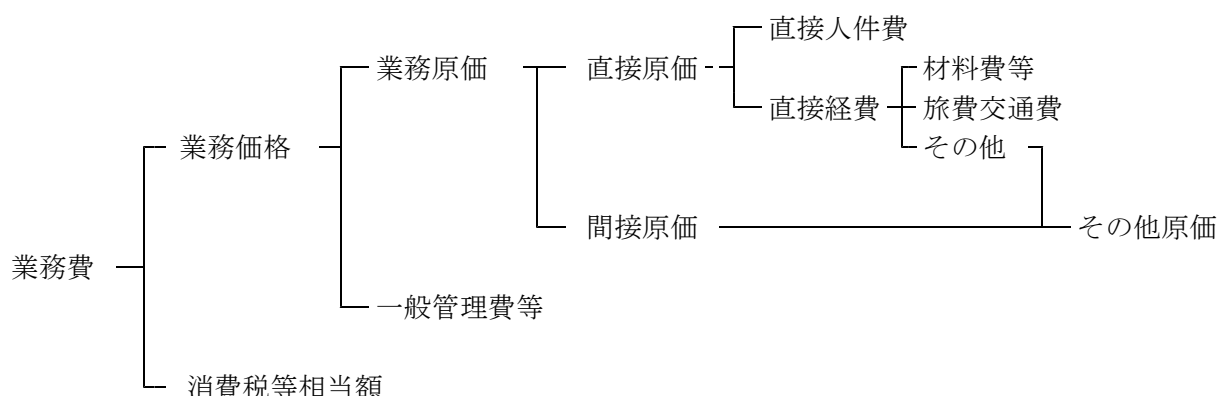 直接人件費
業務原価 直接原価 材料費等
直接経費 旅費交通費
業務価格 その他
間接原価 その他原価
業務費
一般管理費等
消費税等相当額